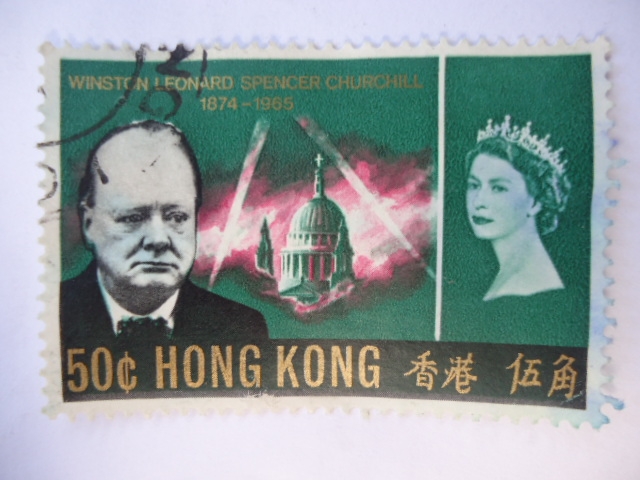 WINSTON LEONARD SPENCER CHURCHILL
1874-1965
50¢ HONG KONG 香港 伍角